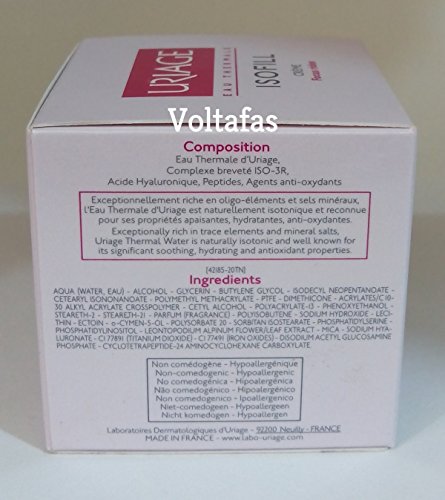 URIAGE
EAU THERMALE
ISOFILL
CRÈME
Voltafas
Composition
Eau Thermale d'Uriage,
Complexe breveté ISO-3R,
Acide Hyaluronique, Peptides, Agents anti-oxydants
Exceptionnellement riche en oligo-éléments et sels minéraux,
l'Eau Thermale d'Uriage est naturellement isotonique et reconnue
pour ses propriétés apaisantes, hydratantes, anti-oxydantes.
Exceptionally rich in trace elements and mineral salts,
Uriage Thermal Water is naturally isotonic and well known for
its significant soothing, hydrating and antioxidant properties.
[42185-20TN]
Ingredients
AQUA (WATER, EAU) - ALCOHOL - GLYCERIN - BUTYLENE GLYCOL - ISODECYL NEOPENTANOATE -
CETEARYL ISONONANOATE - POLYMETHYL METHACRYLATE - PTFE - DIMETHICONE - ACRYLATES/C 10-
30 ALKYL ACRYLATE CROSSPOLYMER - CETYL ALCOHOL - POLYACRYLATE-13 - PHENOXYETHANOL -
STEARETH-2 - STEARETH-21 - PARFUM (FRAGRANCE) - POLYISOBUTENE - SODIUM HYDROXIDE - LECI-
THIN - ECTOIN - o-CYMEN-5-OL - POLYSORBATE 20 - SORBITAN ISOSTEARATE - PHOSPHATIDYLSERINE -
PHOSPHATIDYLINOSITIDE - LEONTOPODIUM ALPINUM FLOWER/LEAF EXTRACT - MICA - SODIUM HYA-
LURONATE - CI 77891 (TITANIUM DIOXIDE) - CI 77491 (IRON OXIDES) - DISODIUM ACETYL GLUCOSAMINE
PHOSPHATE - CYCLOTETRAPEPTIDE-24 AMINOCYCLOHEXANE CARBOXYLATE
Non comédogène - Hypoallergénique
Non-comedogenic - Hypoallergenic
No comedogénica - Hipoalergénica
Não comedogénico - Hipoalergénico
Non comedogenico - Ipoallergenico
Niet-comedogeen - Hypoallergeen
Nicht komedogen - Hypoallergen
Laboratoires Dermatologiques d'Uriage - 92200 Neuilly - FRANCE
MADE IN FRANCE - www.labo-uriage.com